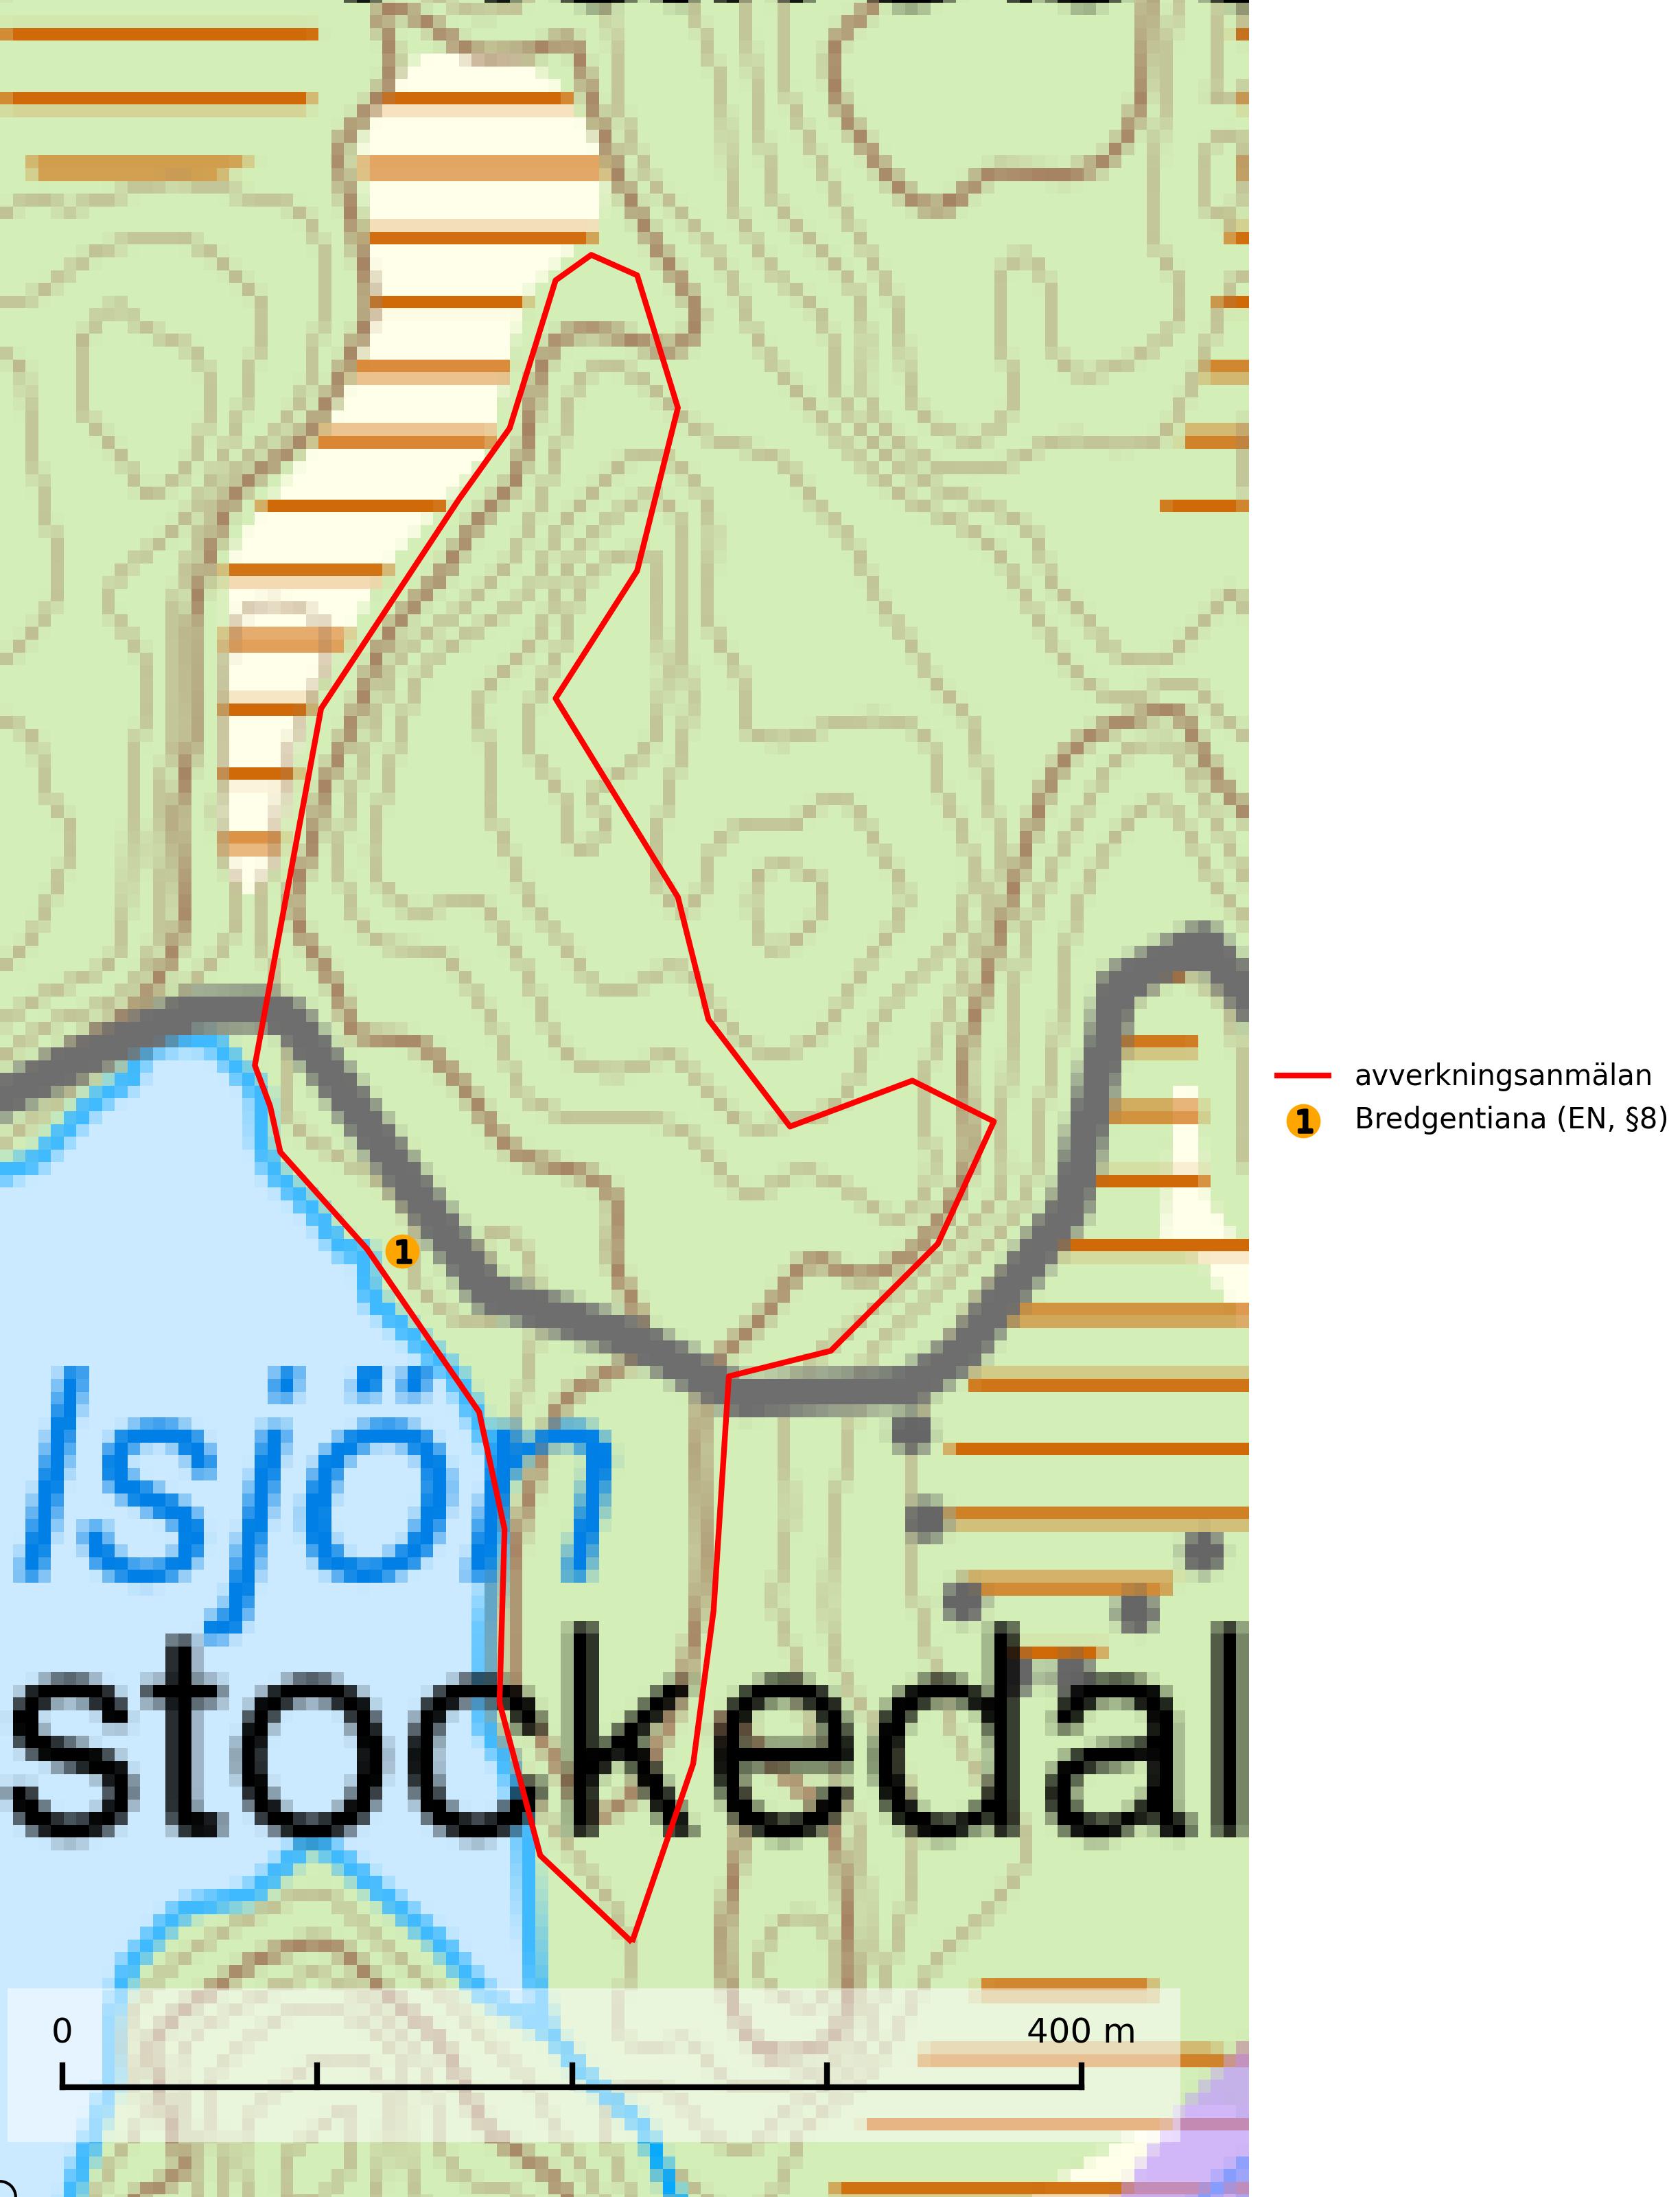 avverkningsanmälan
1 Bredgentiana (EN, §8)
1
lsjön
stockedal
0 400 m